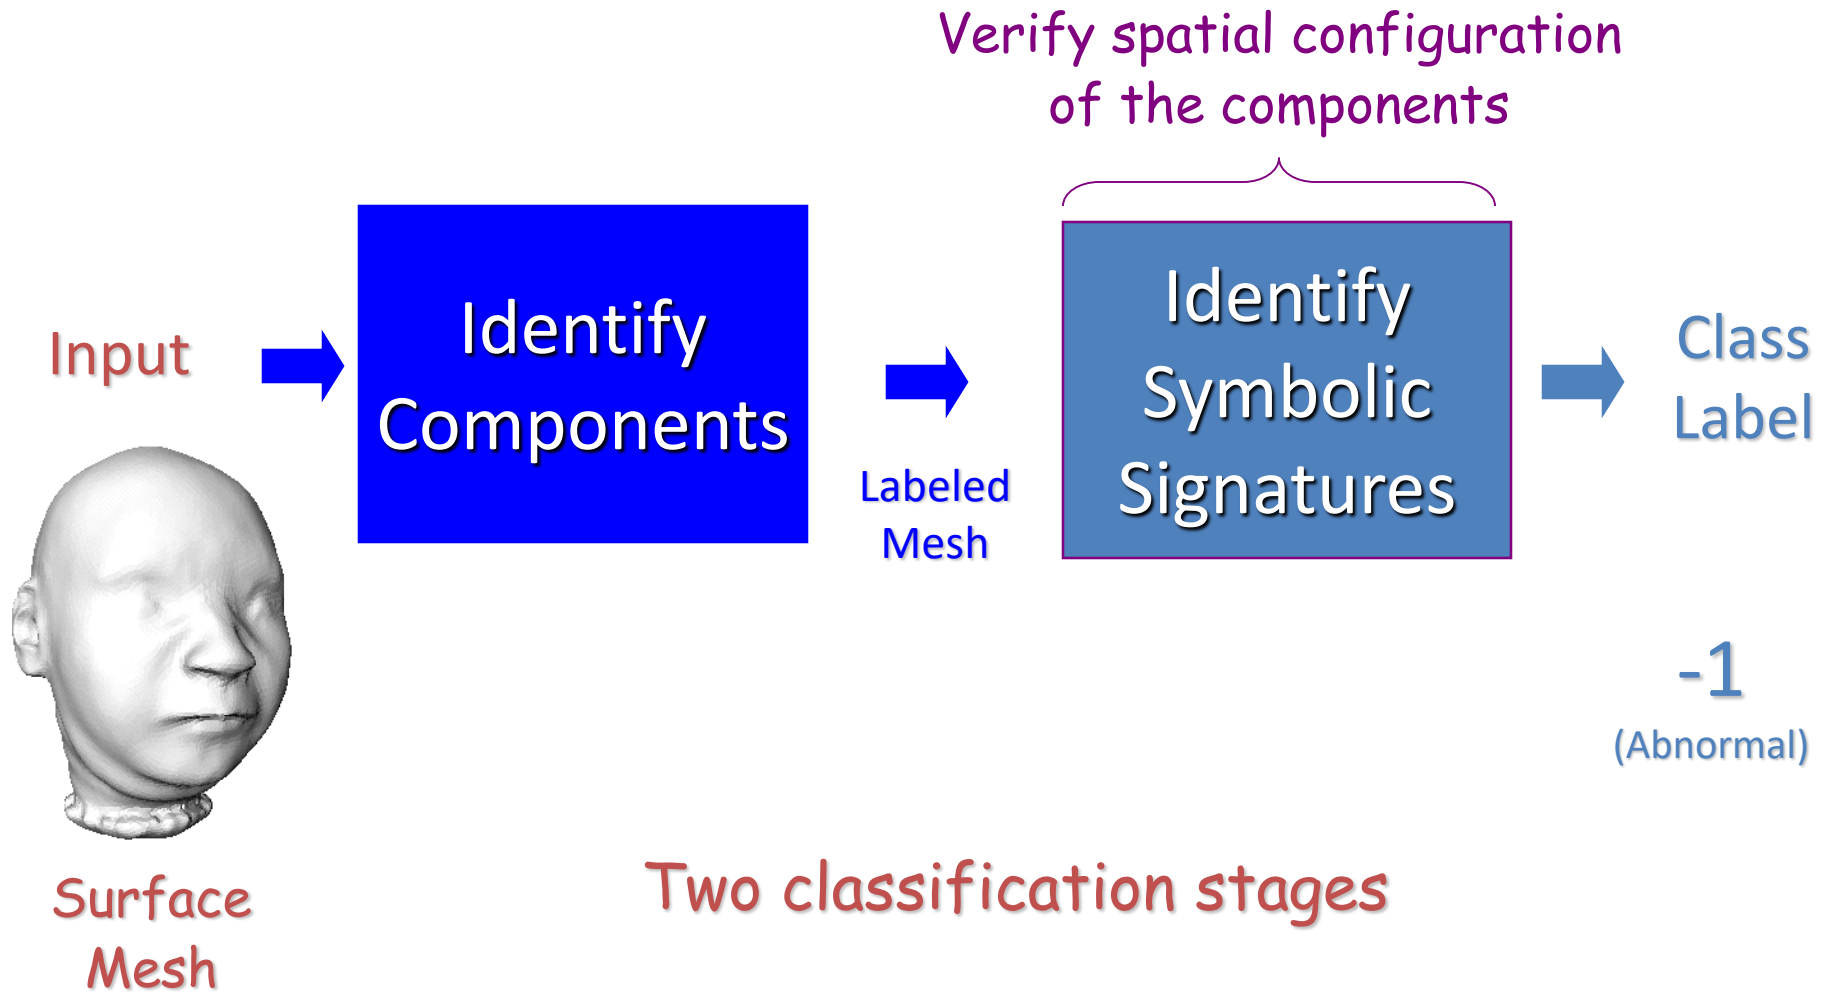 Verify spatial configuration
of the components
Input
Identify
Components
Labeled
Mesh
Identify
Symbolic
Signatures
Class
Label
-1
(Abnormal)
Two classification stages
Surface
Mesh